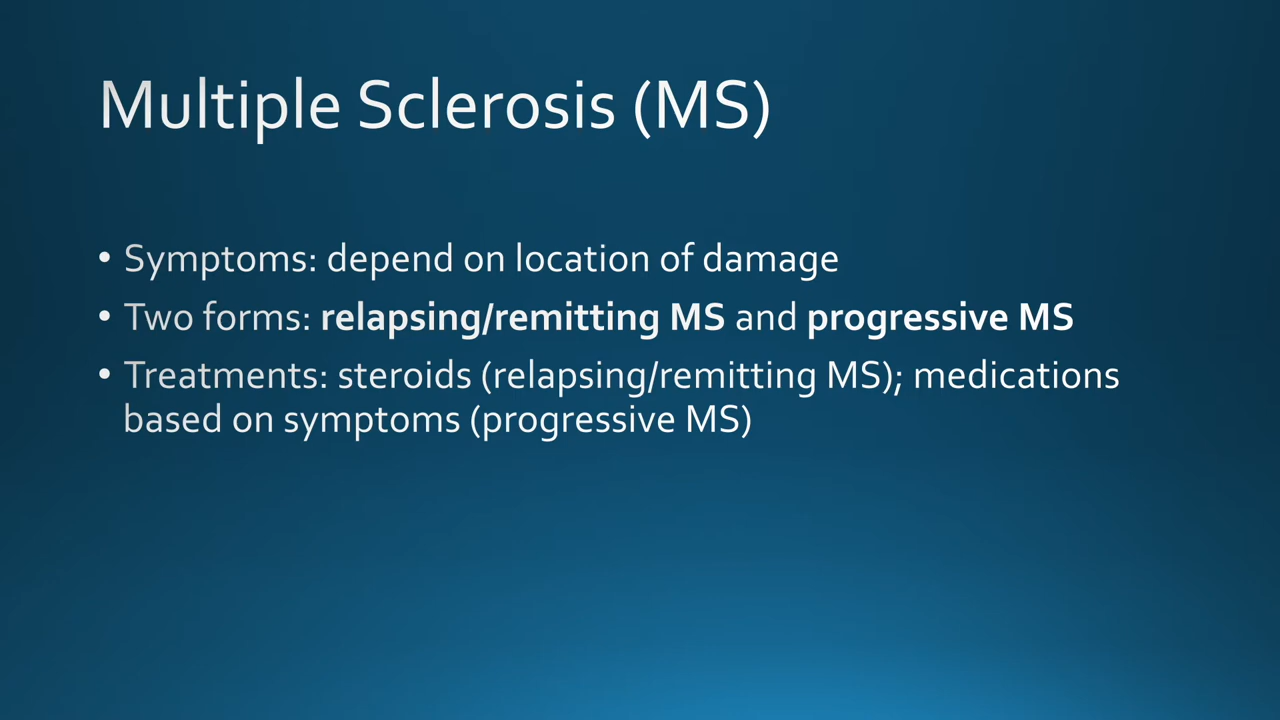 Multiple Sclerosis (MS)
• Symptoms: depend on location of damage
• Two forms: relapsing/remitting MS and progressive MS
• Treatments: steroids (relapsing/remitting MS); medications
based on symptoms (progressive MS)